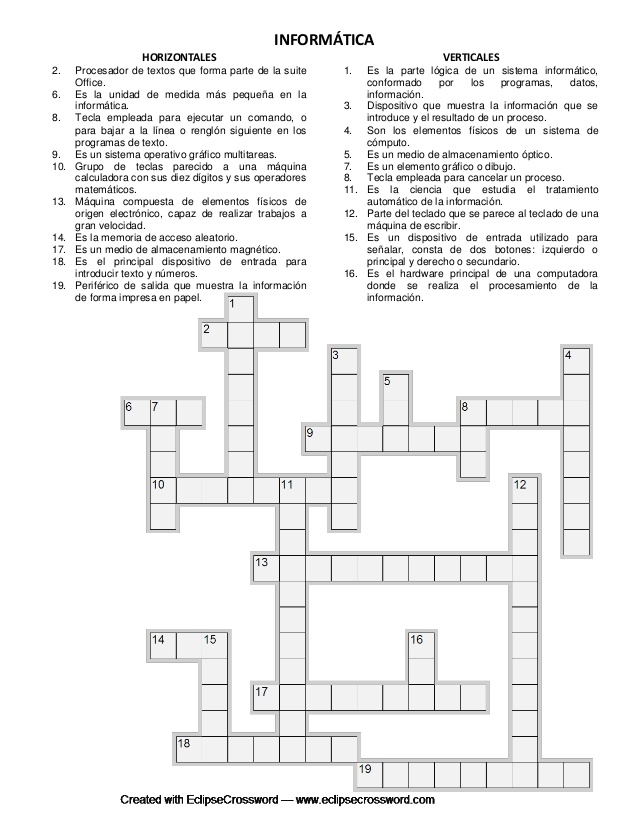 INFORMÁTICA
HORIZONTALES
2. Procesador de textos que forma parte de la suite
Office.
6. Es la unidad de medida más pequeña en la
informática.
8. Tecla empleada para ejecutar un comando, o
para bajar a la línea o renglón siguiente en los
programas de texto.
9. Es un sistema operativo gráfico multitareas.
10. Grupo de teclas parecido a una máquina
calculadora con sus diez dígitos y sus operadores
matemáticos.
13. Máquina compuesta de elementos físicos de
origen electrónico, capaz de realizar trabajos a
gran velocidad.
14. Es la memoria de acceso aleatorio.
17. Es un medio de almacenamiento magnético.
18. Es el principal dispositivo de entrada para
introducir texto y números.
19. Periférico de salida que muestra la información
de forma impresa en papel.
VERTICALES
1. Es la parte lógica de un sistema informático,
conformado por los programas, datos,
información.
3. Dispositivo que muestra la información que se
introduce y el resultado de un proceso.
4. Son los elementos físicos de un sistema de
cómputo.
5. Es un medio de almacenamiento óptico.
7. Es un elemento gráfico o dibujo.
8. Tecla empleada para cancelar un proceso.
11. Es la ciencia que estudia el tratamiento
automático de la información.
12. Parte del teclado que se parece al teclado de una
máquina de escribir.
15. Es un dispositivo de entrada utilizado para
señalar, consta de dos botones: izquierdo o
principal y derecho o secundario.
16. Es el hardware principal de una computadora
donde se realiza el procesamiento de la
información.
1
2
3
4
5
6 7
8
9
10
11
12
13
14 15
16
17
18
19
Created with EclipseCrossword — www.eclipsecrossword.com